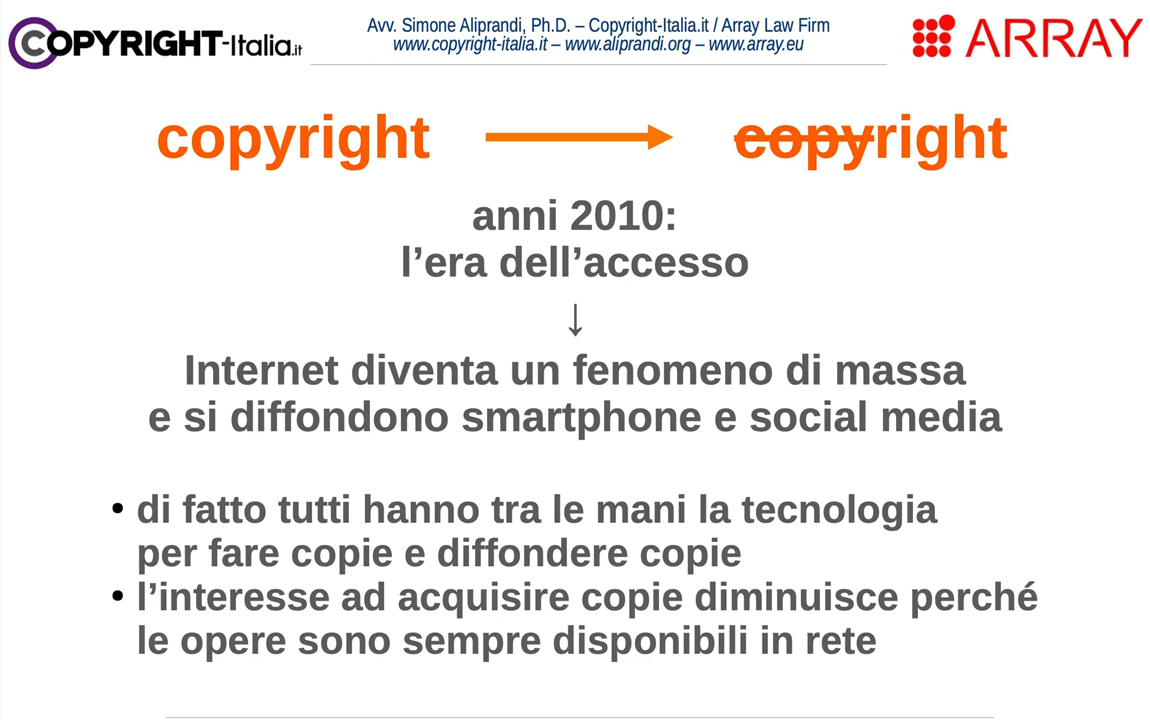 COPYRIGHT-Italia.it
Avv. Simone Aliprandi, Ph.D. – Copyright-Italia.it / Array Law Firm
www.copyright-italia.it – www.aliprandi.org – www.array.eu
ARRAY
copyright copyright
anni 2010:
l’era dell’accesso
↓
Internet diventa un fenomeno di massa
e si diffondono smartphone e social media
• di fatto tutti hanno tra le mani la tecnologia
per fare copie e diffondere copie
• l’interesse ad acquisire copie diminuisce perché
le opere sono sempre disponibili in rete